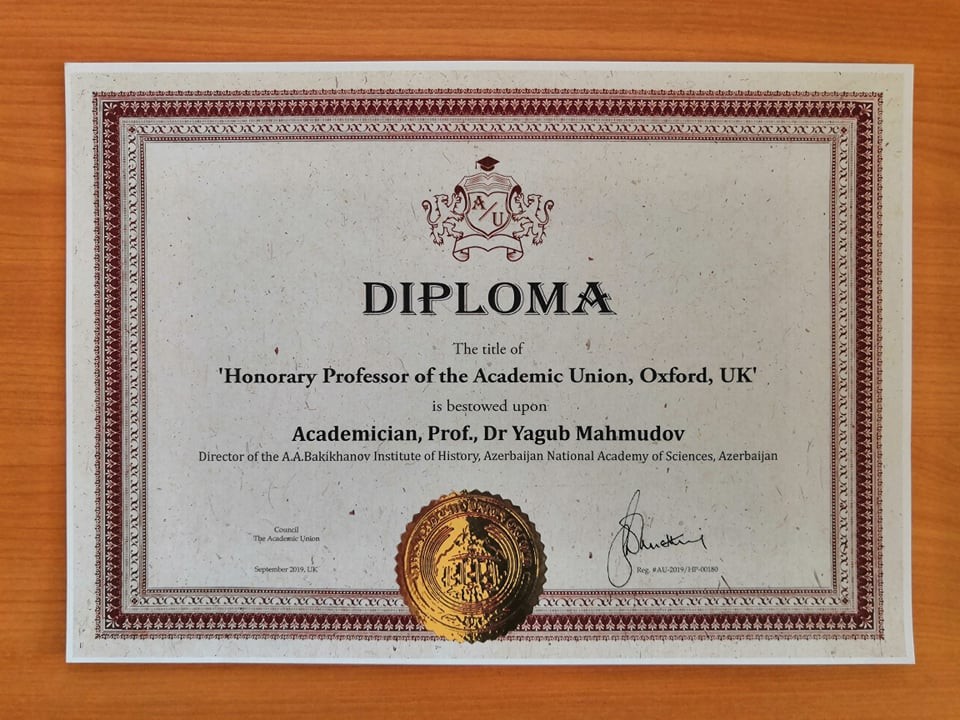 A/U
DIPLOMA
The title of
'Honorary Professor of the Academic Union, Oxford, UK'
is bestowed upon
Academician, Prof., Dr Yagub Mahmudov
Director of the A.A.Bakikhanov Institute of History, Azerbaijan National Academy of Sciences, Azerbaijan
Council
The Academic Union
September 2019, UK
Reg. #AU-2019/HP-00180